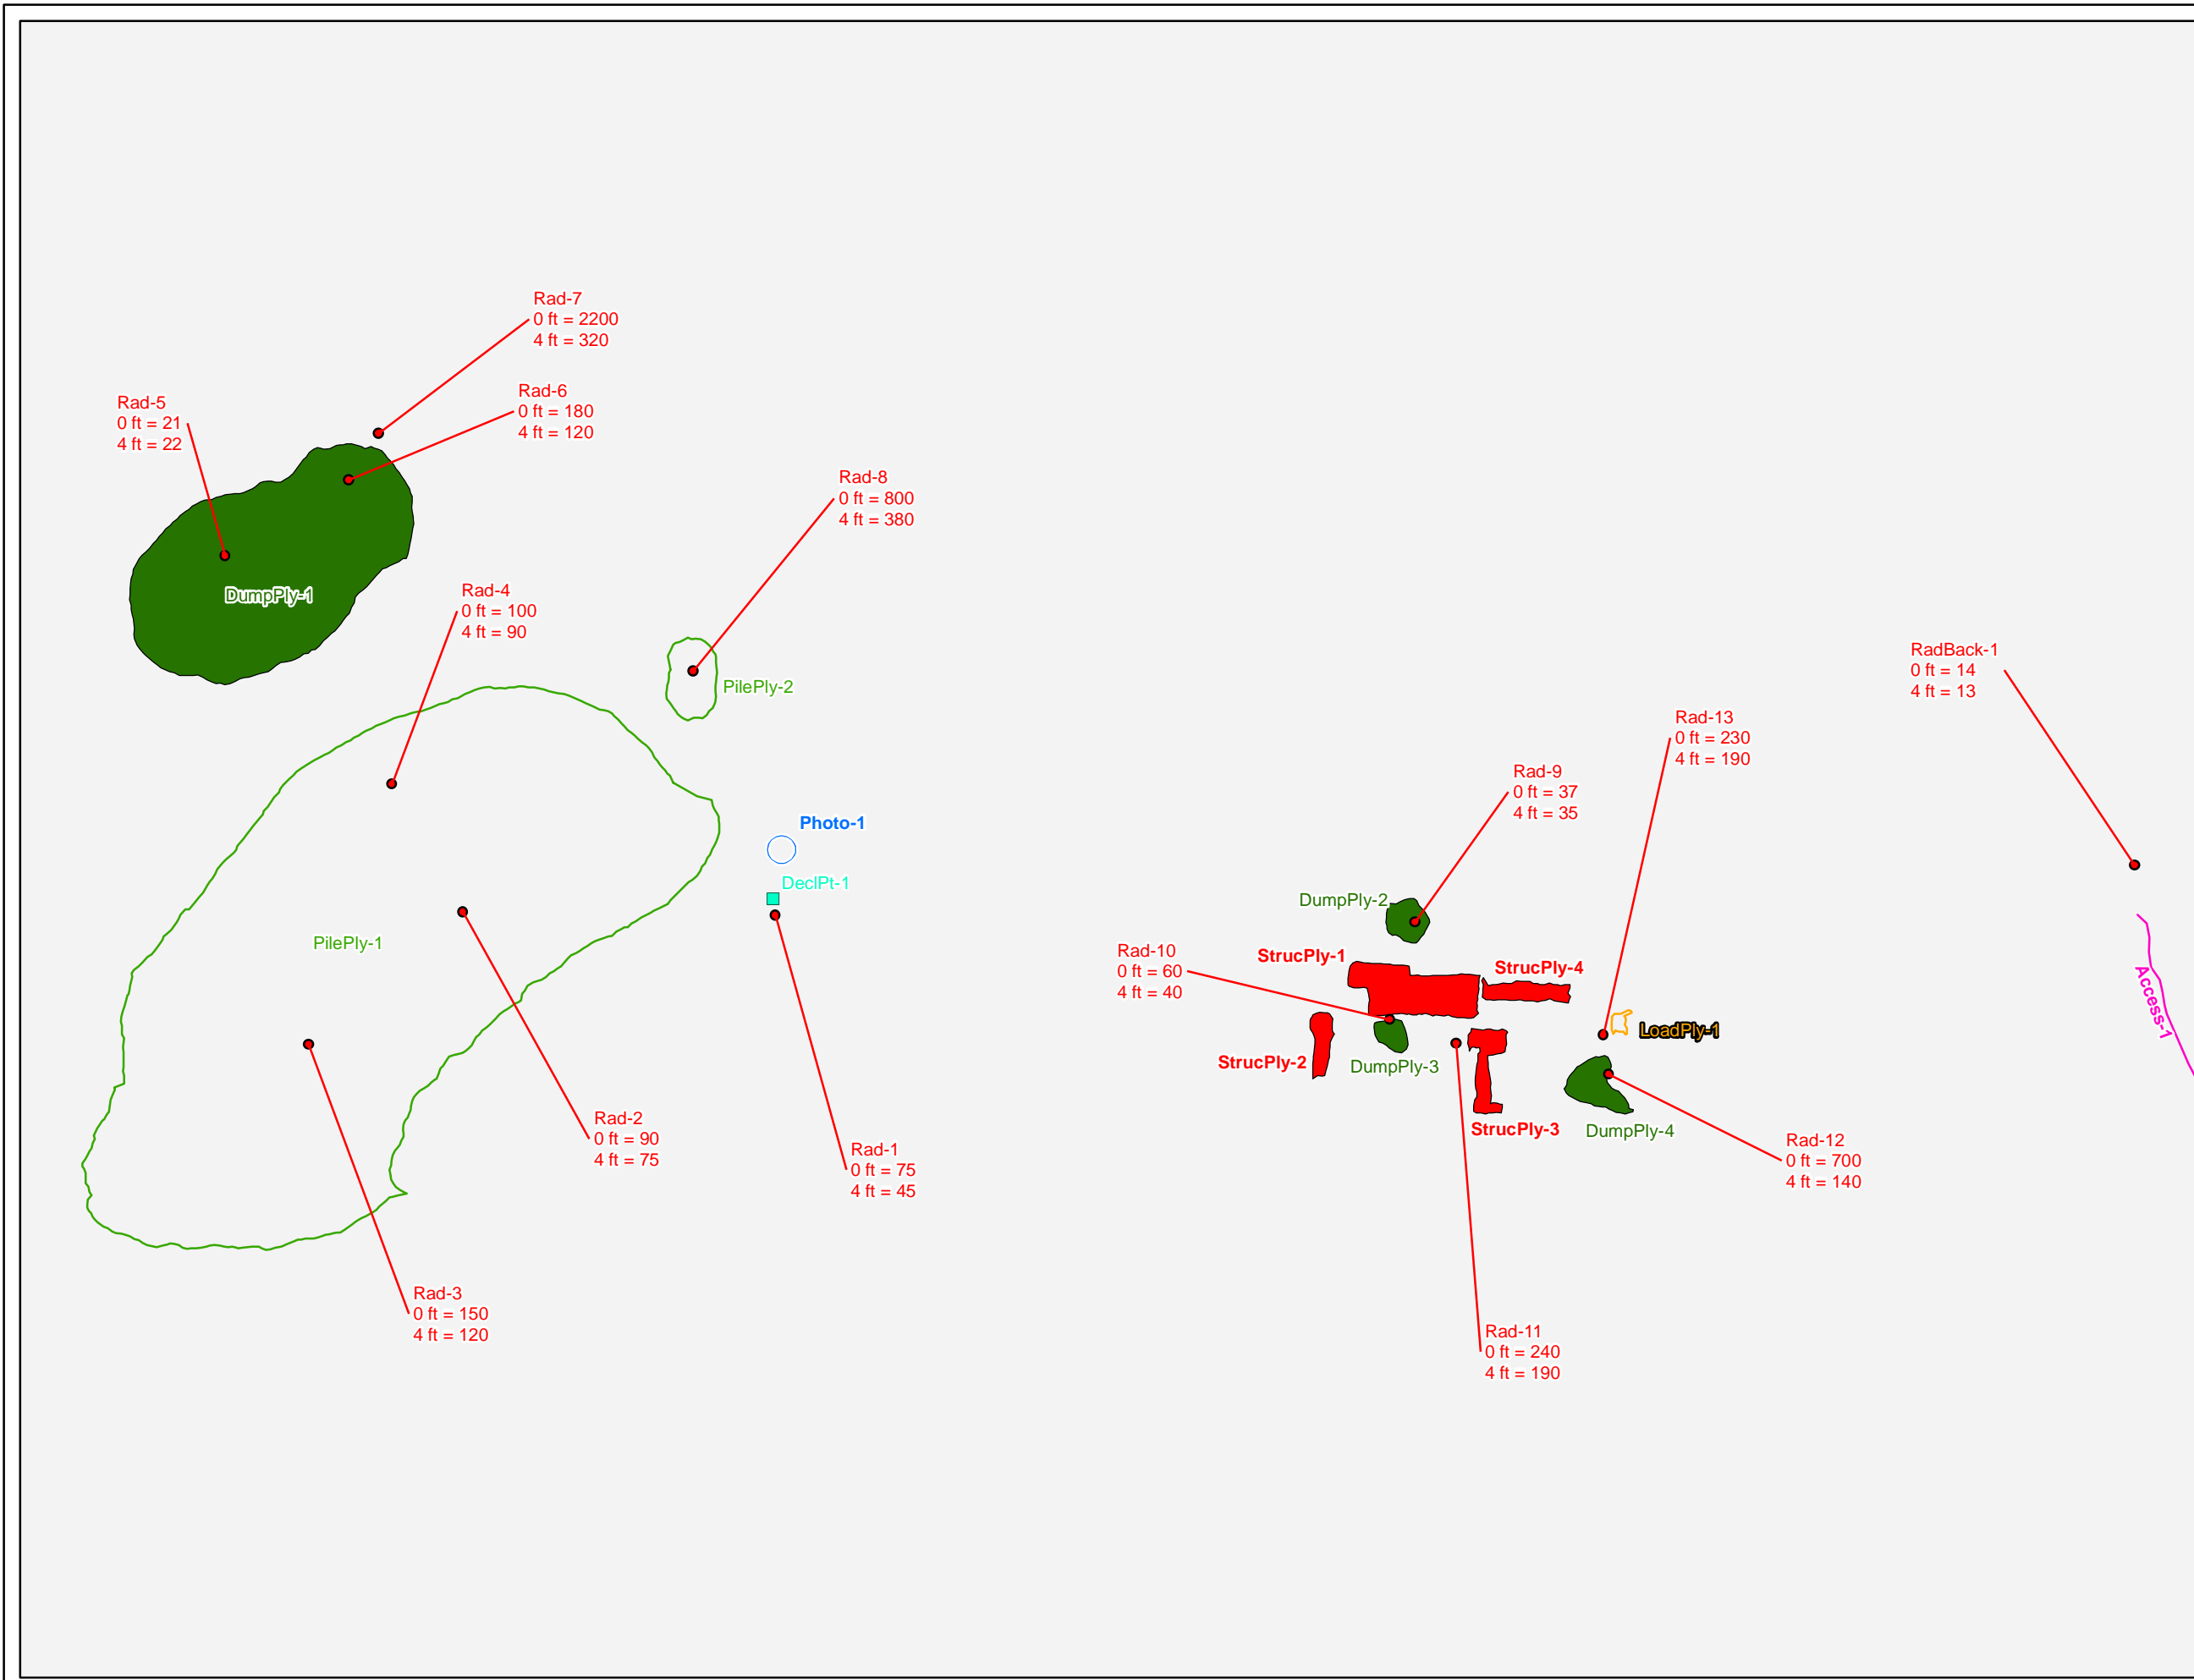 Rad-7
0 ft = 2200
4 ft = 320
Rad-6
0 ft = 180
4 ft = 120
Rad-5
0 ft = 21
4 ft = 22
Rad-8
0 ft = 800
4 ft = 380
DumpPly-1
Rad-4
0 ft = 100
4 ft = 90
PilePly-2
RadBack-1
0 ft = 14
4 ft = 13
Rad-13
0 ft = 230
4 ft = 190
Rad-9
0 ft = 37
4 ft = 35
Photo-1
DeclPt-1
DumpPly-2
PilePly-1
Rad-10
0 ft = 60
4 ft = 40
StrucPly-1
StrucPly-4
Access-1
LoadPly-1
StrucPly-2
DumpPly-3
StrucPly-3
DumpPly-4
Rad-2
0 ft = 90
4 ft = 75
Rad-1
0 ft = 75
4 ft = 45
Rad-12
0 ft = 700
4 ft = 140
Rad-3
0 ft = 150
4 ft = 120
Rad-11
0 ft = 240
4 ft = 190